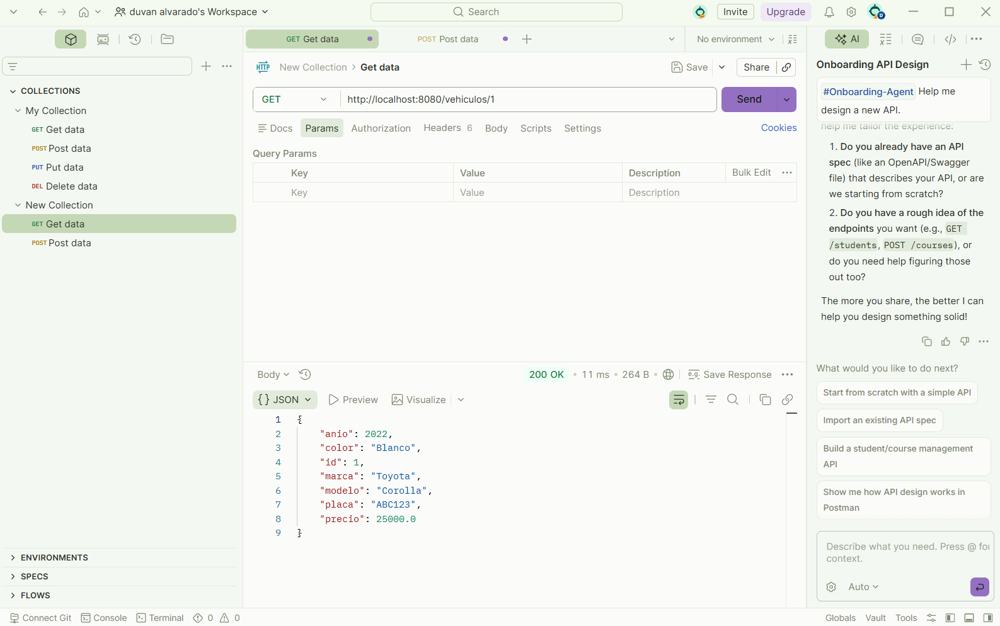 duvan alvarado's Workspace
Search
Invite
Upgrade
D
GET Get data
POST Post data
No environment
AI
COLLECTIONS
My Collection
GET Get data
POST Post data
PUT Put data
DEL Delete data
New Collection
GET Get data
POST Post data
ENVIRONMENTS
SPECS
FLOWS
HTTP New Collection > Get data
Save
Share
GET
http://localhost:8080/vehiculos/1
Send
Docs Params Authorization Headers 6 Body Scripts Settings
Cookies
Query Params
Key Value Description Bulk Edit
Key Value Description
Body
200 OK • 11 ms • 264 B •
e.g. Save Response
{} JSON
Preview
Visualize
1 {
2 "anio": 2022,
3 "color": "Blanco",
4 "id": 1,
5 "marca": "Toyota",
6 "modelo": "Corolla",
7 "placa": "ABC123",
8 "precio": 25000.0
9 }
Onboarding API Design
#Onboarding-Agent Help me
design a new API.
help me tailor the experience:
1. Do you already have an API
spec (like an OpenAPI/Swagger
file) that describes your API, or are
we starting from scratch?
2. Do you have a rough idea of the
endpoints you want (e.g., GET
/students, POST /courses), or
do you need help figuring those
out too?
The more you share, the better I can
help you design something solid!
What would you like to do next?
Start from scratch with a simple API
Import an existing API spec
Build a student/course management
API
Show me how API design works in
Postman
Describe what you need. Press @ for
context.
Auto
Connect Git
Console
Terminal
0
0
Globals
Vault
Tools